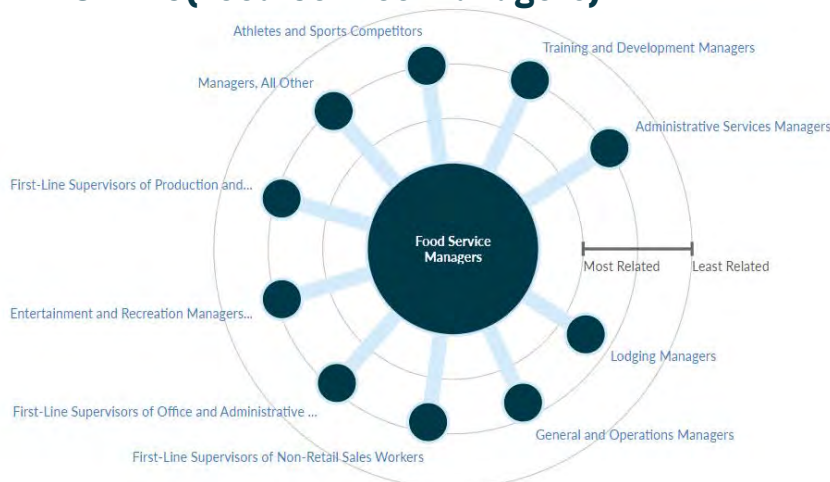 Athletes and Sports Competitors
Training and Development Managers
Managers, All Other
Administrative Services Managers
First-Line Supervisors of Production and...
Food Service
Managers
Most Related
Least Related
Entertainment and Recreation Managers...
Lodging Managers
First-Line Supervisors of Office and Administrative ...
General and Operations Managers
First-Line Supervisors of Non-Retail Sales Workers